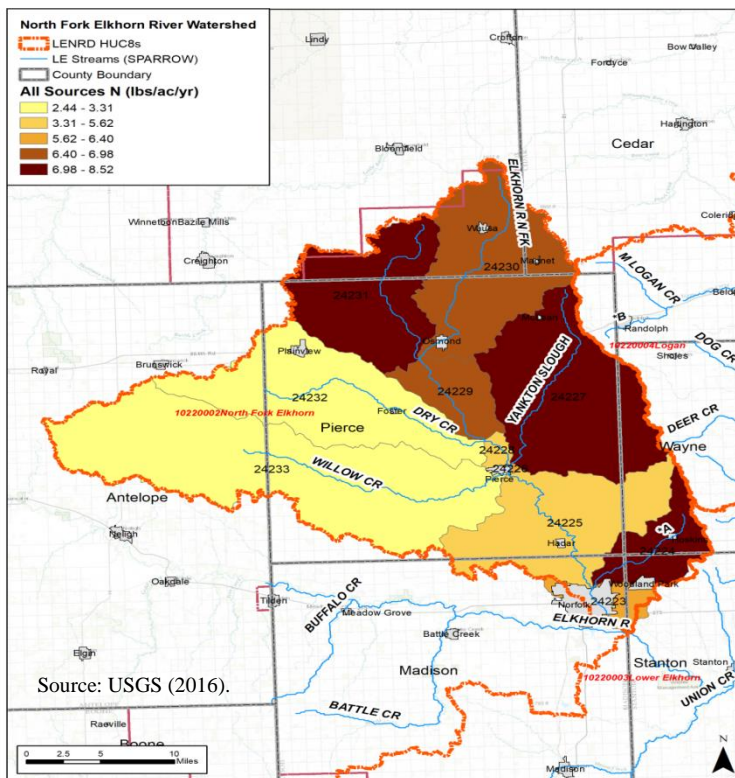 North Fork Elkhorn River Watershed
LENRD HUC8s
LE Streams (SPARROW)
County Boundary
All Sources N (lbs/ac/yr)
2.44 - 3.31
3.31 - 5.62
5.62 - 6.40
6.40 - 6.98
6.98 - 8.52
Lindy
Crofton
Bow Valley
Fordyce
Hartington
Cedar
Bloomfield
Winnetoon
Bazile Mills
Creighton
Coleridge
ELKHORN R N FK
Wausa
Magnet
24230
24231
M LOGAN CR
B
Randolph
10220004Logan
Sholes
DOG CR
Osmond
Plainview
Brunswick
Royal
YANKTON SLOUGH
24227
24229
24232
10220002North Fork Elkhorn
Foster
DRY CR
Pierce
DEER CR
Wayne
24228
24226
Pierce
24233
WILLOW CR
Antelope
Neligh
24225
A
Hadar
Woodland Park
Oakdale
Tilden
BUFFALO CR
Meadow Grove
Norfolk
24223
ELKHORN R
Battle Creek
Elgin
Madison
Stanton
Stanton
10220003Lower Elkhorn
UNION CR
Source: USGS (2016).
BATTLE CR
Boone
Madison
0 2.5 5 10
Miles
N